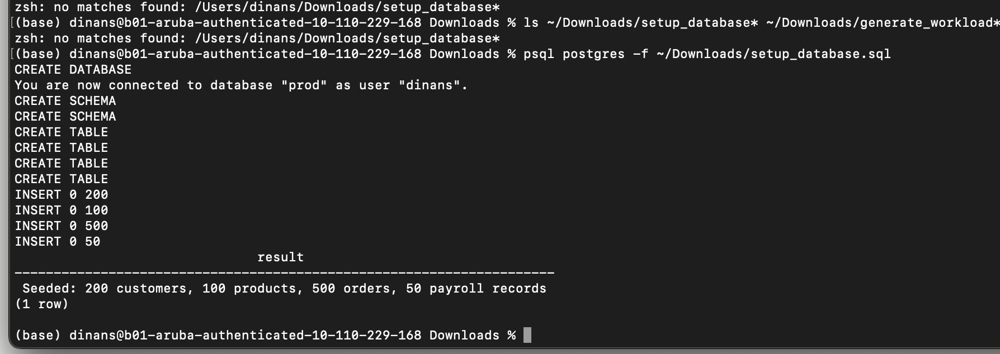 zsh: no matches found: /Users/dinans/Downloads/setup_database*
[(base) dinans@b01-aruba-authenticated-10-110-229-168 Downloads % ls ~/Downloads/setup_database* ~/Downloads/generate_workload*
zsh: no matches found: /Users/dinans/Downloads/setup_database*
[(base) dinans@b01-aruba-authenticated-10-110-229-168 Downloads % psql postgres -f ~/Downloads/setup_database.sql
CREATE DATABASE
You are now connected to database "prod" as user "dinans".
CREATE SCHEMA
CREATE SCHEMA
CREATE TABLE
CREATE TABLE
CREATE TABLE
CREATE TABLE
INSERT 0 200
INSERT 0 100
INSERT 0 500
INSERT 0 50
result
---------------------------------------------------------------------
Seeded: 200 customers, 100 products, 500 orders, 50 payroll records
(1 row)
(base) dinans@b01-aruba-authenticated-10-110-229-168 Downloads %